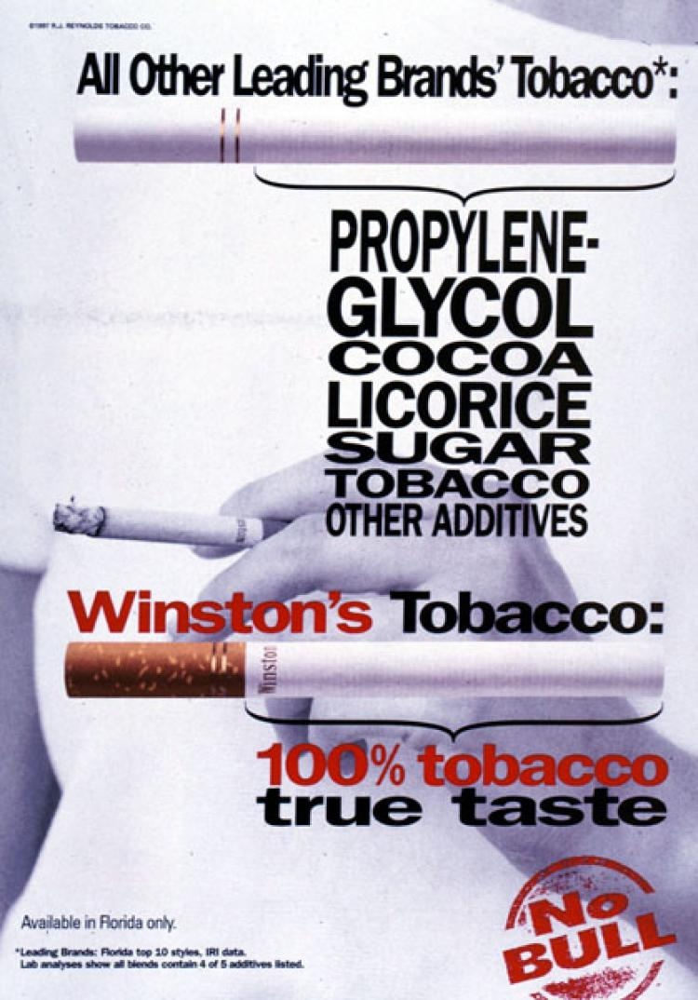 ©1997 R.J. REYNOLDS TOBACCO CO.
All Other Leading Brands' Tobacco*:
PROPYLENE-
GLYCOL
COCOA
LICORICE
SUGAR
TOBACCO
OTHER ADDITIVES
Winston's Tobacco:
Winston
100% tobacco
true taste
No
BULL
Available in Florida only.
*Leading Brands: Florida top 10 styles, IRI data.
Lab analyses show all blends contain 4 of 5 additives listed.